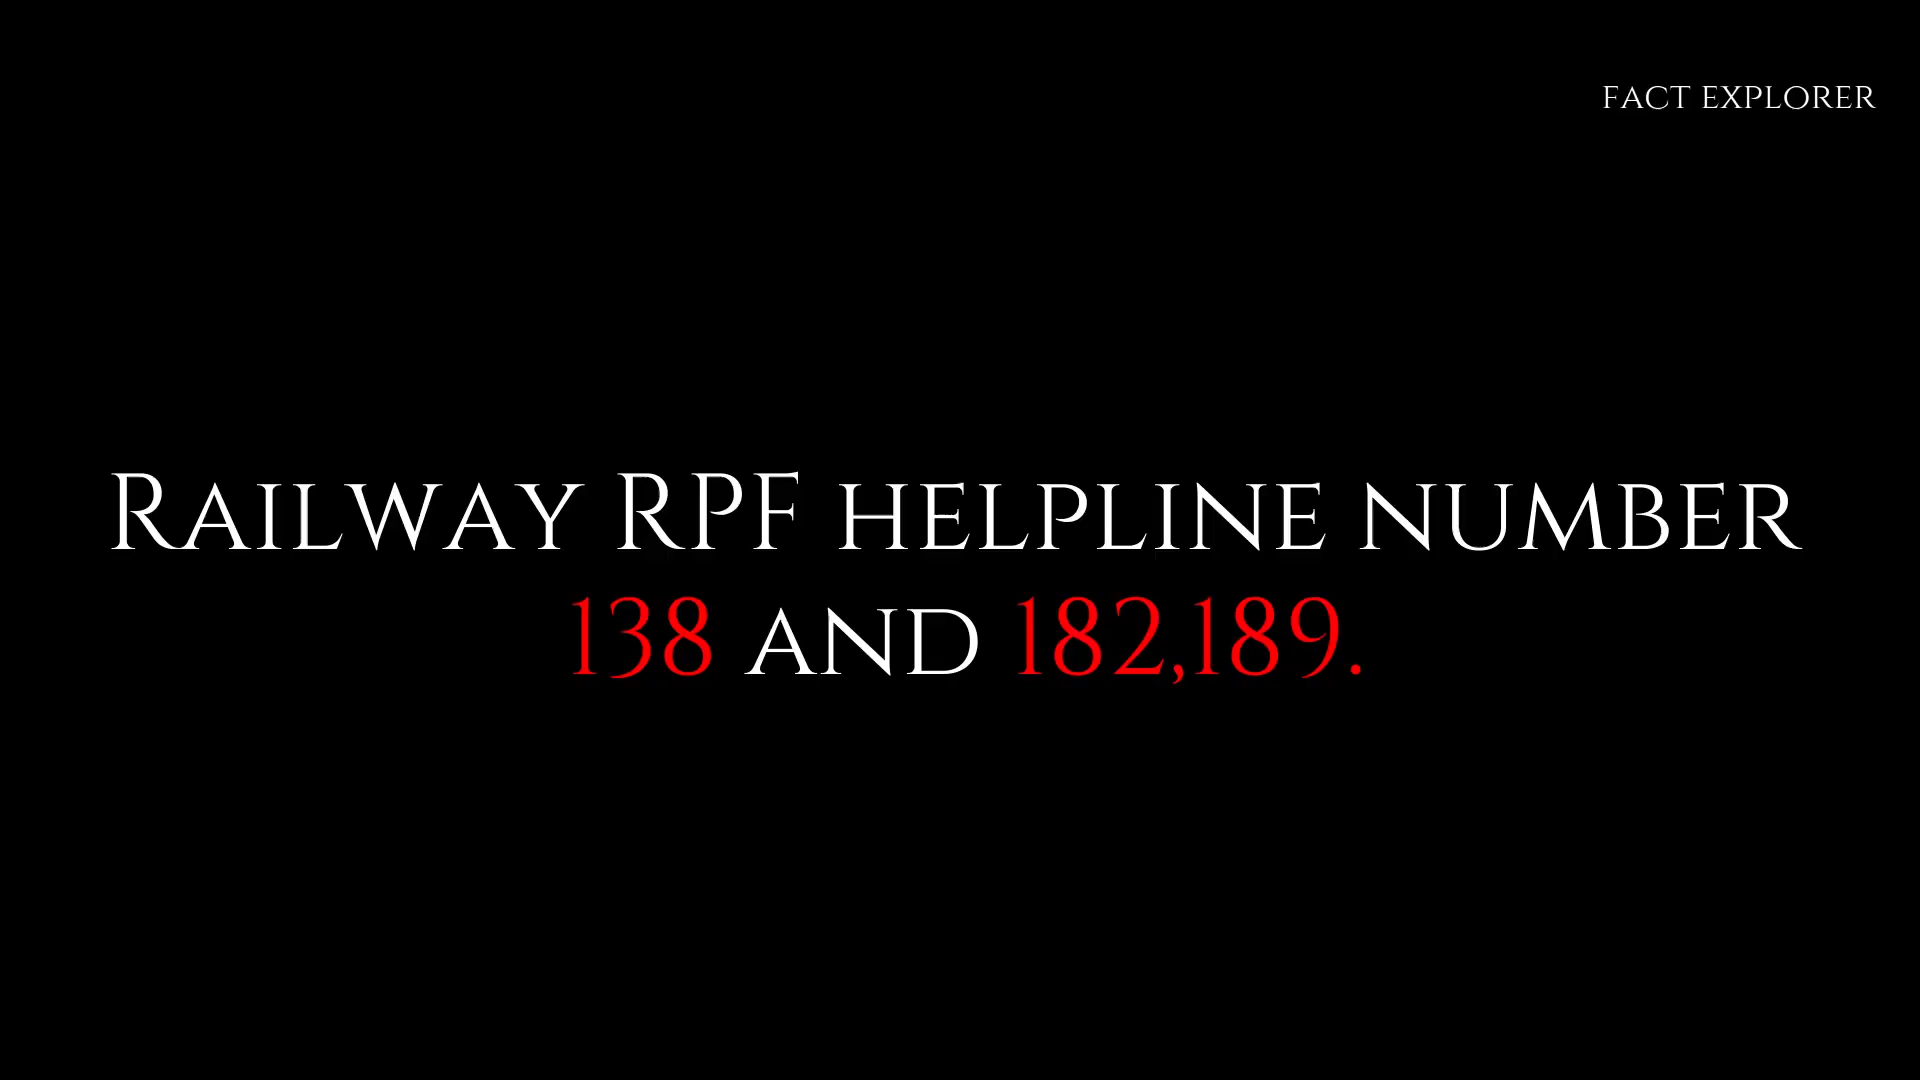 FACT EXPLORER
Railway RPF helpline number
138 and 182,189.